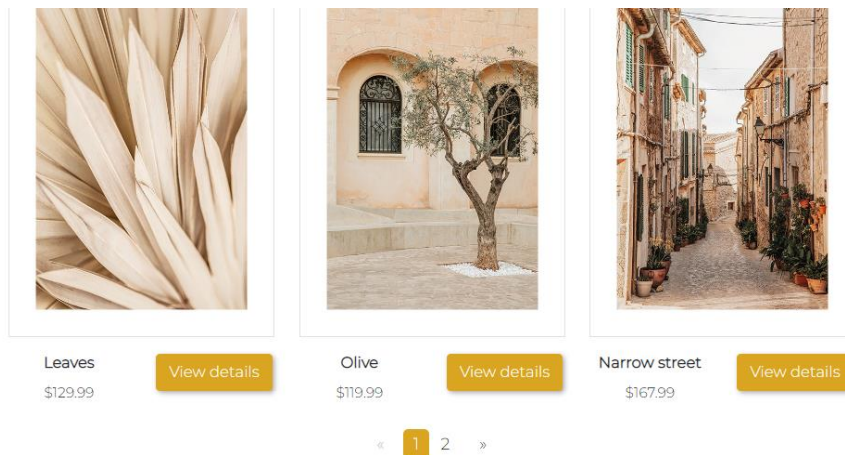 Leaves
$129.99
View details
Olive
$119.99
View details
Narrow street
$167.99
View details
« 1 2 »